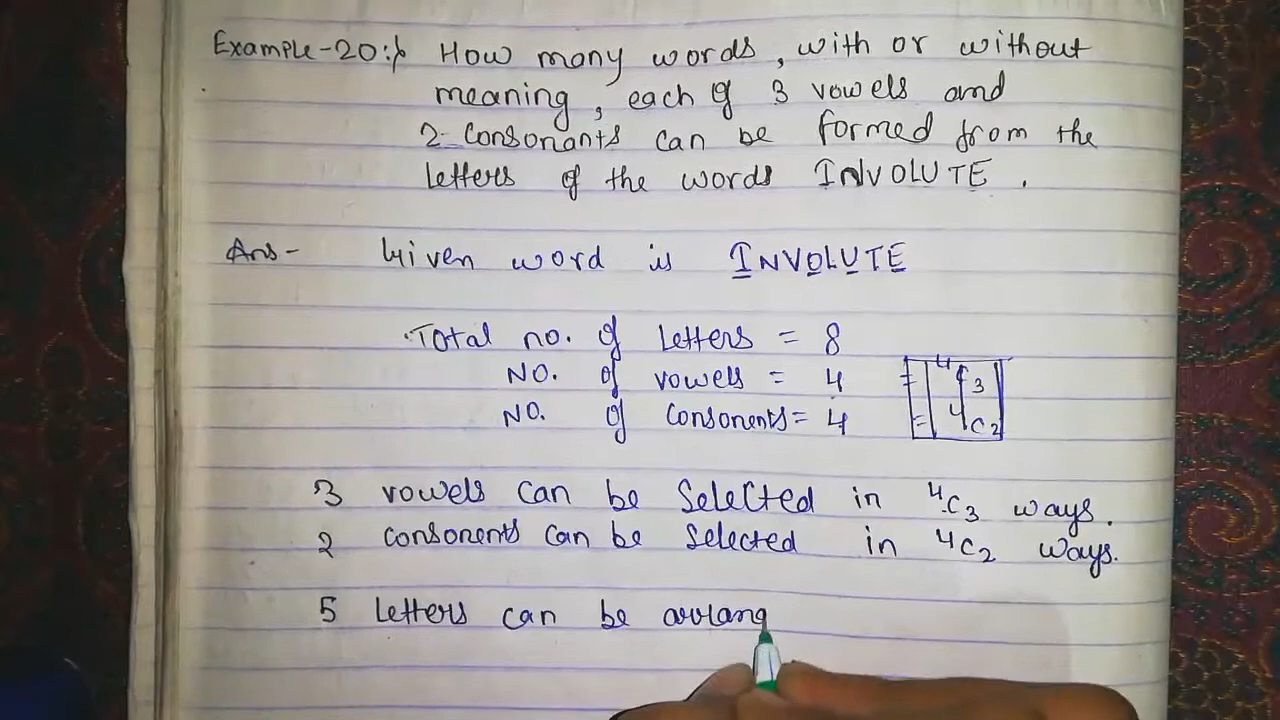 Example-20:- How many words, with or without
meaning, each of 3 vowels and
2 consonants can be formed from the
letters of the words INVOLUTE.
Ans- Given word is INVOLUTE
Total no. of letters = 8
NO. of vowels = 4
NO. of consonents = 4
= 4C3
= 4C2
3 vowels can be selected in 4C3 ways.
2 consonents can be selected in 4C2 ways.
5 letters can be arrang